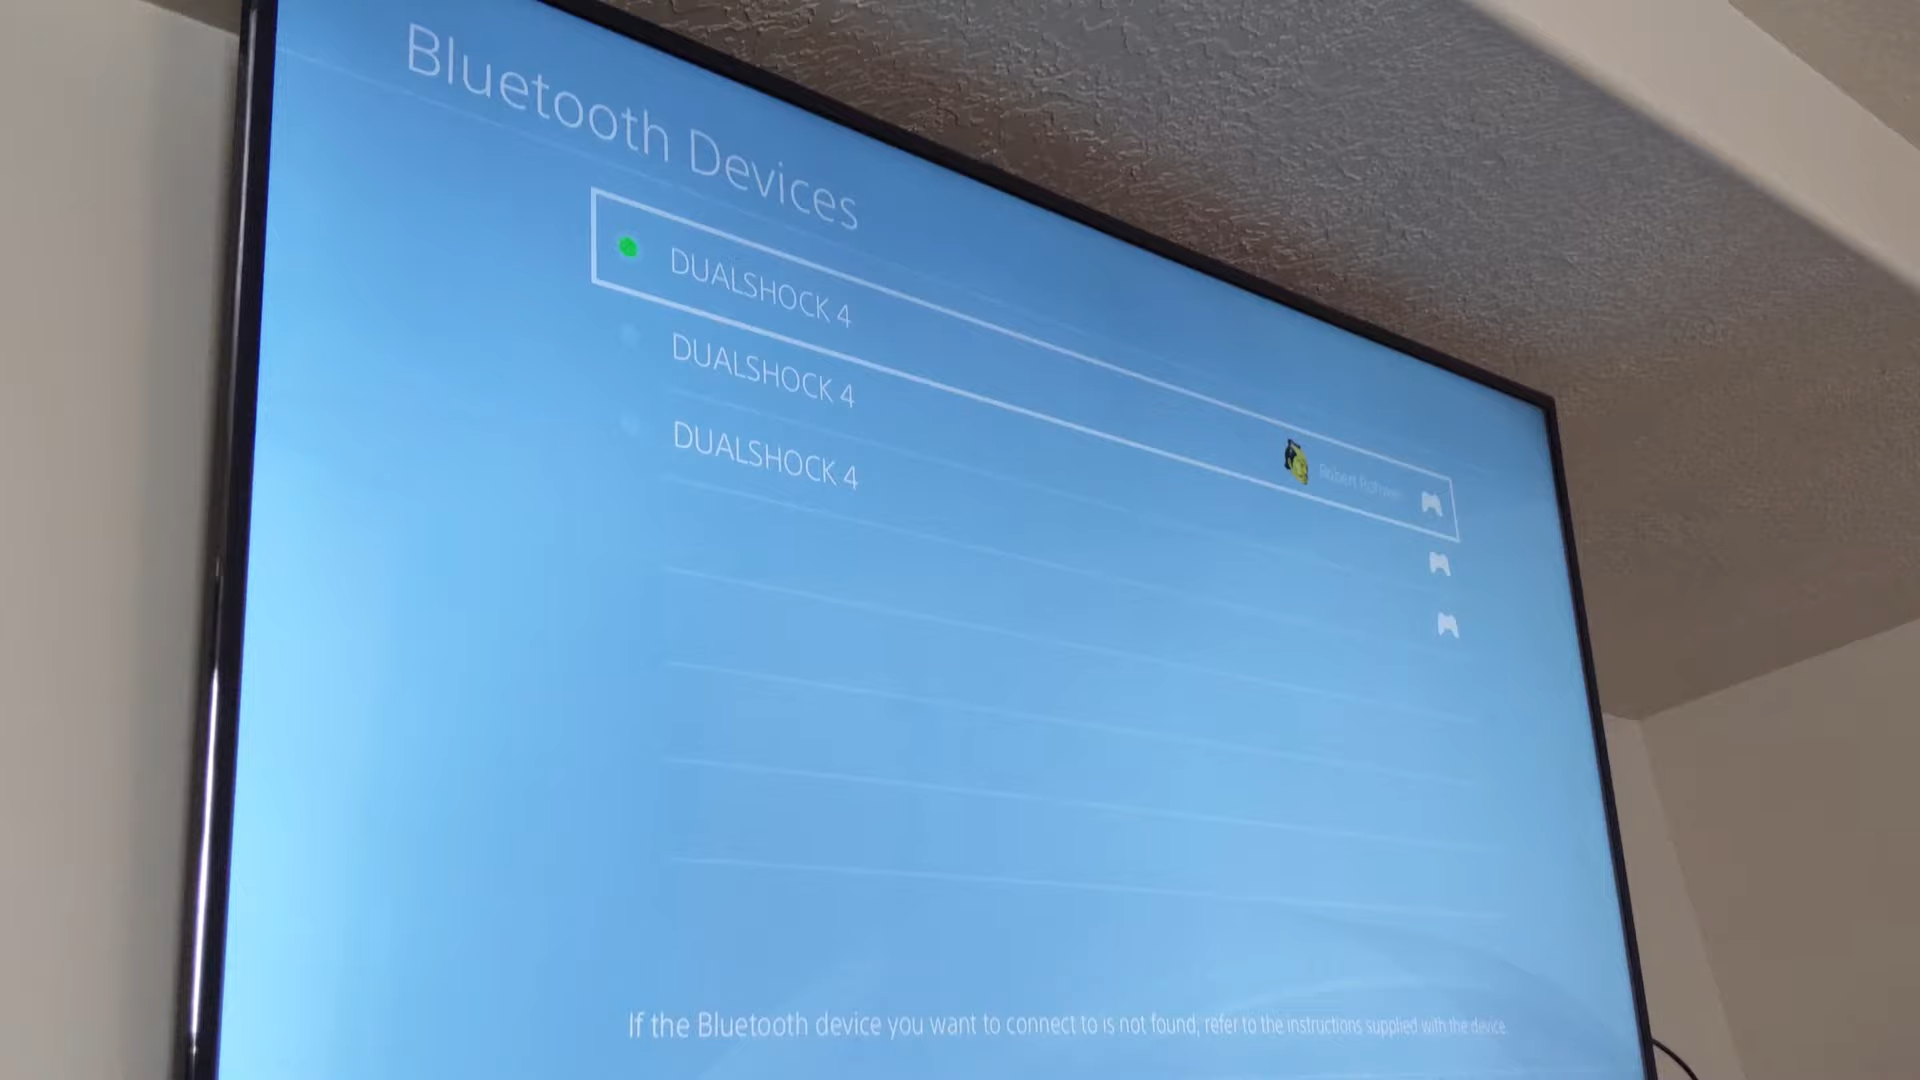 Bluetooth Devices
DUALSHOCK 4
Robert
DUALSHOCK 4
DUALSHOCK 4
If the Bluetooth device you want to connect to is not found, refer to the instructions supplied with the device.